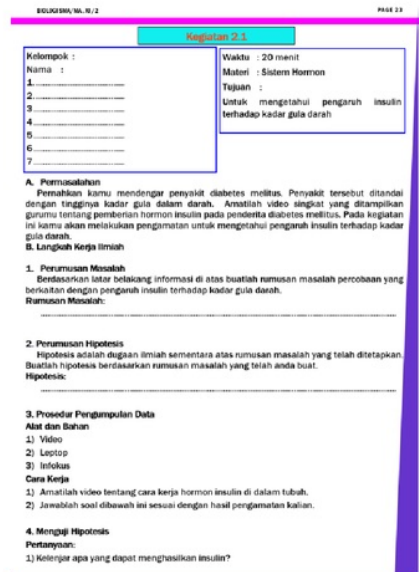 BIOLOGI SMA/MA.XI/2
PAGE 23
Kegiatan 2.1
Kelompok :
Nama :
1
2
3
4
5
6
7
Waktu : 20 menit
Materi : Sistem Hormon
Tujuan :
Untuk mengetahui pengaruh insulin
terhadap kadar gula darah
A. Permasalahan
Pernahkan kamu mendengar penyakit diabetes melitus. Penyakit tersebut ditandai
dengan tingginya kadar gula dalam darah. Amatilah video singkat yang ditampilkan
gurumu tentang pemberian hormon insulin pada penderita diabetes mellitus. Pada kegiatan
ini kamu akan melakukan pengamatan untuk mengetahui pengaruh insulin terhadap kadar
gula darah.
B. Langkah Kerja Ilmiah
1. Perumusan Masalah
Berdasarkan latar belakang informasi di atas buatlah rumusan masalah percobaan yang
berkaitan dengan pengaruh insulin terhadap kadar gula darah.
Rumusan Masalah:
2. Perumusan Hipotesis
Hipotesis adalah dugaan ilmiah sementara atas rumusan masalah yang telah ditetapkan.
Buatlah hipotesis berdasarkan rumusan masalah yang telah anda buat.
Hipotesis:
3. Prosedur Pengumpulan Data
Alat dan Bahan
1) Video
2) Leptop
3) Infokus
Cara Kerja
1) Amatilah video tentang cara kerja hormon insulin di dalam tubuh.
2) Jawablah soal dibawah ini sesuai dengan hasil pengamatan kalian.
4. Menguji Hipotesis
Pertanyaan:
1) Kelenjar apa yang dapat menghasilkan insulin?